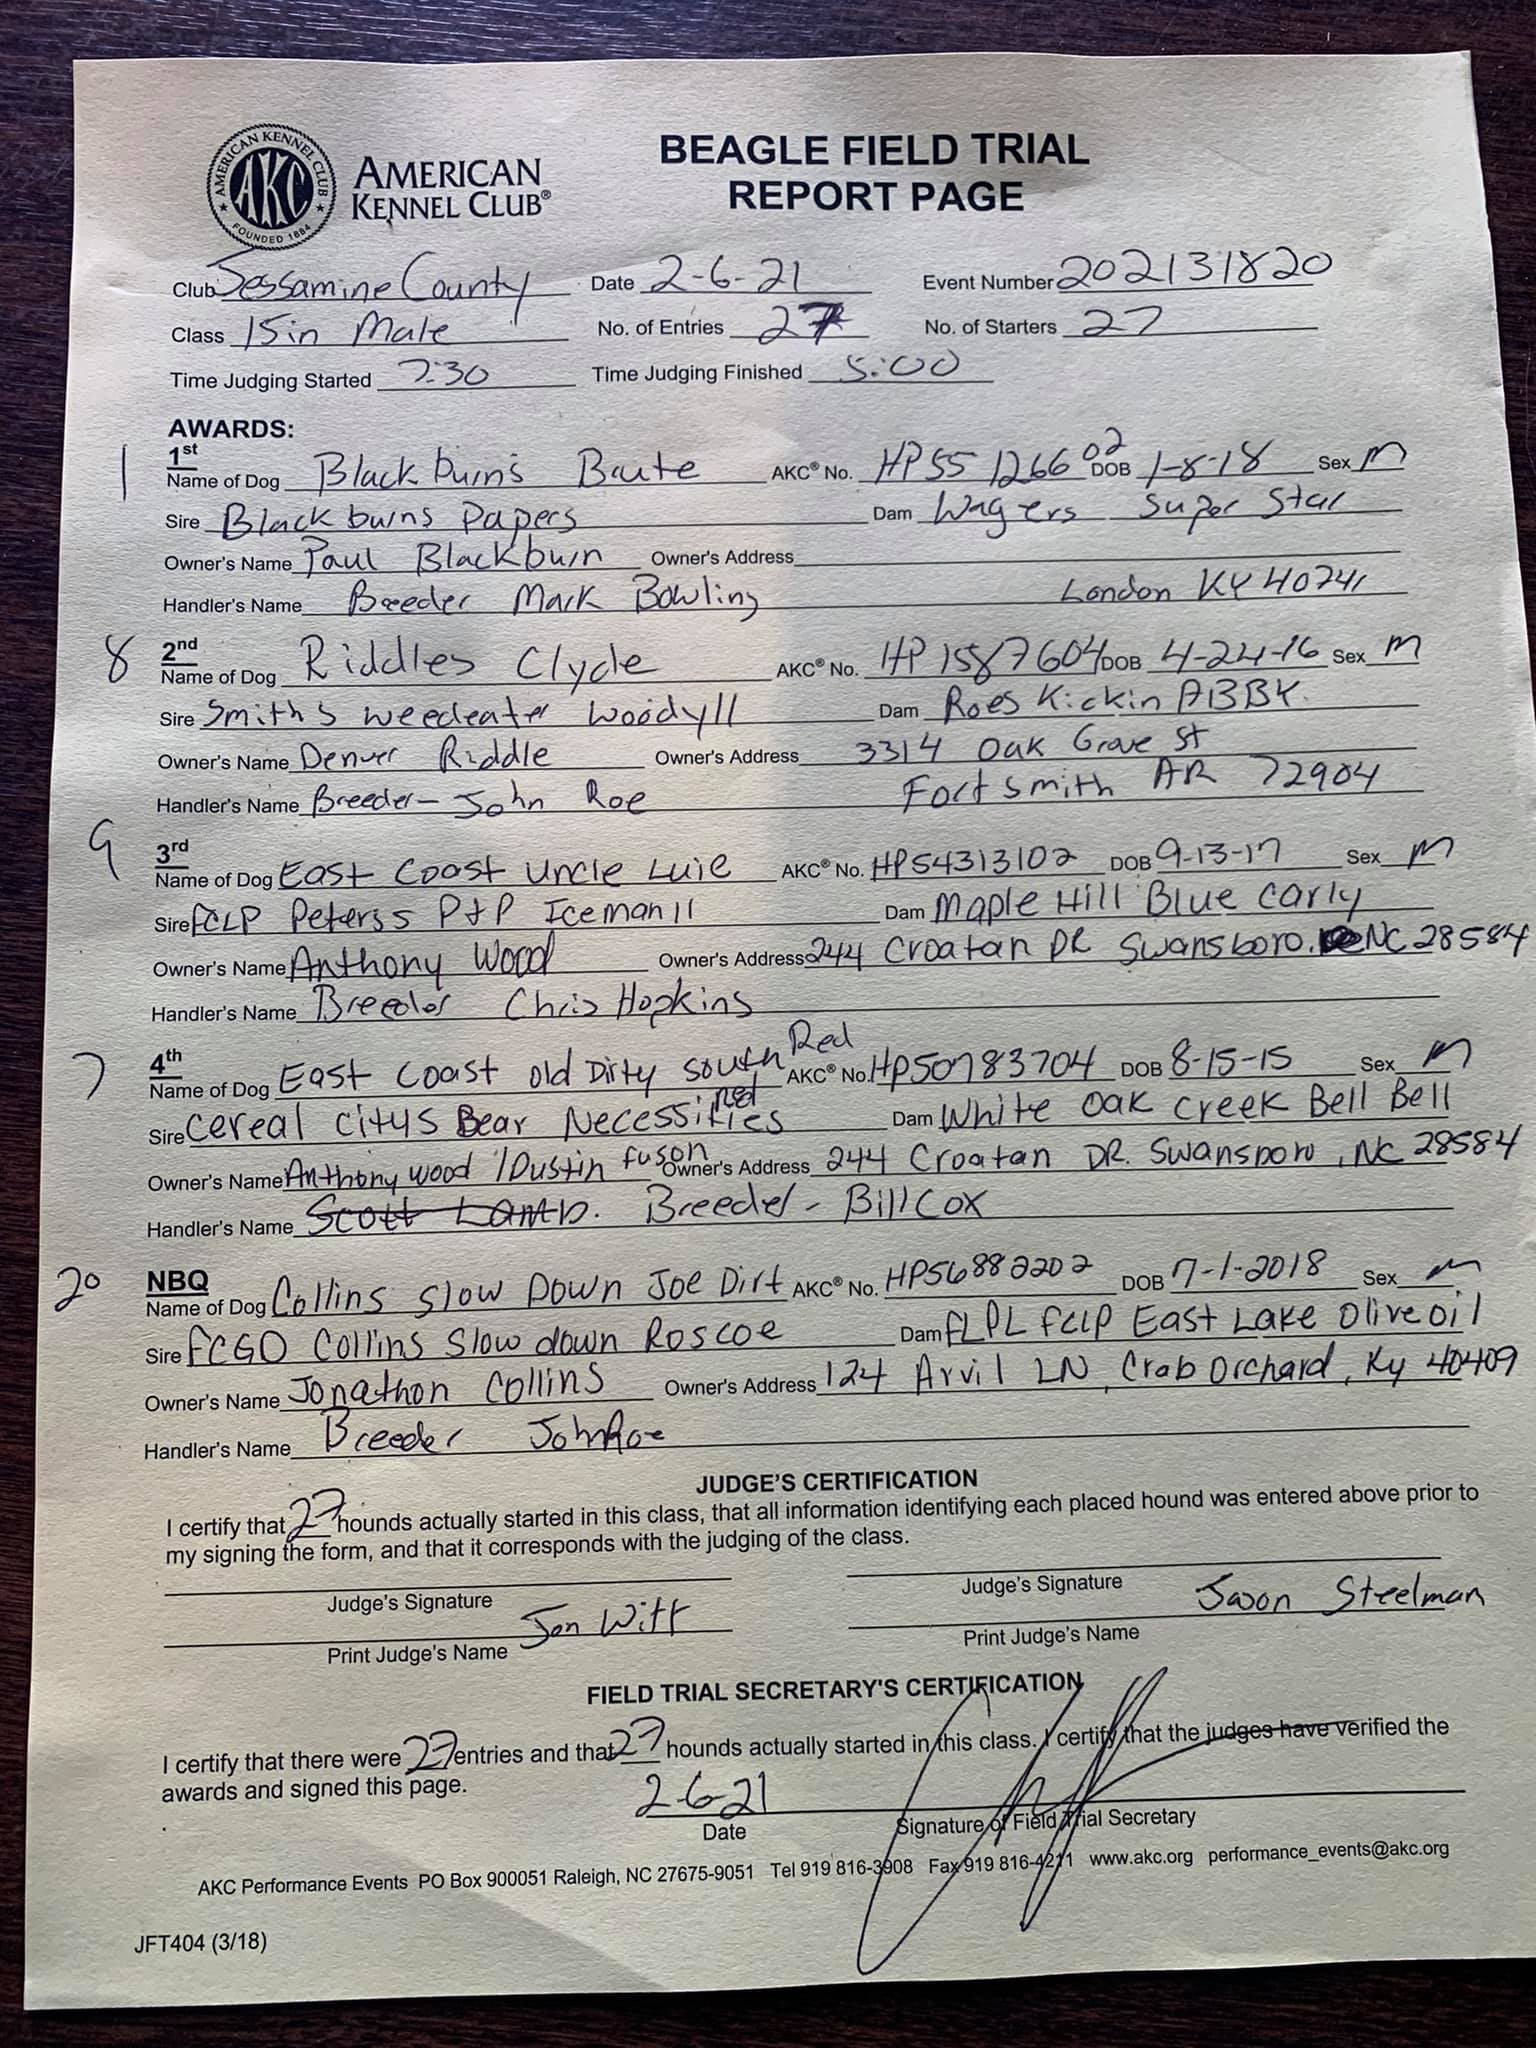 AMERICAN KENNEL CLUB
AKC
FOUNDED 1884
AMERICAN
KENNEL CLUB®
BEAGLE FIELD TRIAL
REPORT PAGE
Club Jessamine County Date 2-6-21 Event Number 202131820
Class 15in Male No. of Entries 27 No. of Starters 27
Time Judging Started 7:30 Time Judging Finished 5:00
AWARDS:
1 1st
Name of Dog Blackburn's Brute AKC® No. HP55126602 DOB 1-8-18 Sex M
Sire Blackburns Papers Dam Wagers Super Star
Owner's Name Paul Blackburn Owner's Address
Handler's Name Breeder Mark Bowling London KY 40741
8 2nd
Name of Dog Riddles Clyde AKC® No. HP15587604 DOB 4-24-16 Sex M
Sire Smith's weedeater Woody II Dam Roes Kickin ABBY.
Owner's Name Denver Riddle Owner's Address 3314 Oak Grove St
Handler's Name Breeder- John Roe Fort Smith AR 72904
9 3rd
Name of Dog East Coast Uncle Luie AKC® No. HP54313102 DOB 9-13-17 Sex M
Sire FCLP Peterss P+P Iceman II Dam Maple Hill Blue Carly
Owner's Name Anthony Wood Owner's Address 244 Croatan DR Swansboro, NC 28584
Handler's Name Breeder Chris Hopkins
7 4th
Name of Dog East Coast old Dirty South Red AKC® No. HP50783704 DOB 8-15-15 Sex M
Sire Cereal Citys Bear Necessities Dam White Oak Creek Bell Bell
Owner's Name Anthony Wood / Dustin fuson Owner's Address 244 Croatan DR. Swansboro, NC 28584
Handler's Name Scott Lamb. Breeder- Bill Cox
20 NBQ
Name of Dog Collins Slow Down Joe Dirt AKC® No. HP56882202 DOB 7-1-2018 Sex M
Sire FCGD Collins Slow down Roscoe Dam FLPL FCLP East Lake Olive oil
Owner's Name Jonathon Collins Owner's Address 124 Arvil LN, Crab Orchard, Ky 40409
Handler's Name Breeder John Roe
JUDGE'S CERTIFICATION
I certify that 27 hounds actually started in this class, that all information identifying each placed hound was entered above prior to
my signing the form, and that it corresponds with the judging of the class.
Judge's Signature Judge's Signature
Print Judge's Name Jon Witt Print Judge's Name Jason Steelman
FIELD TRIAL SECRETARY'S CERTIFICATION
I certify that there were 27 entries and that 27 hounds actually started in this class. I certify that the judges have verified the
awards and signed this page.
2-6-21
Date Signature of Field Trial Secretary
AKC Performance Events PO Box 900051 Raleigh, NC 27675-9051 Tel 919 816-3908 Fax 919 816-4211 www.akc.org performance_events@akc.org
JFT404 (3/18)